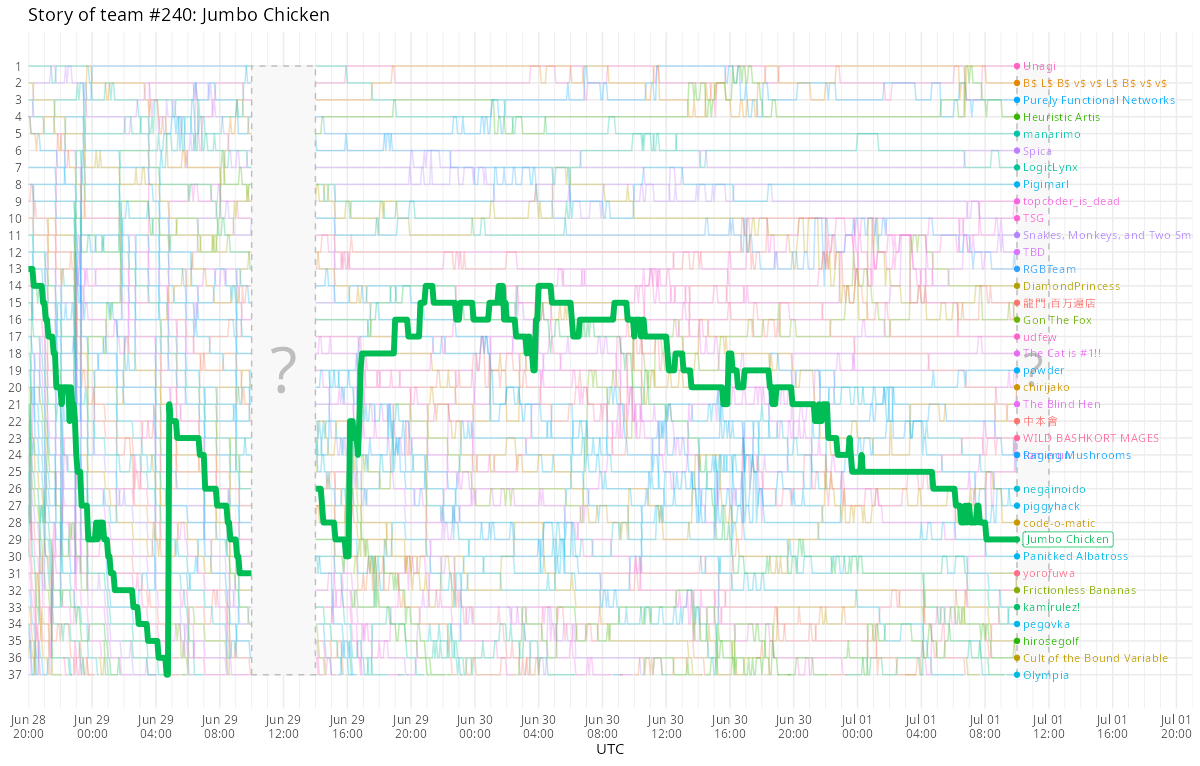 Story of team #240: Jumbo Chicken
1
2
3
4
5
6
7
8
9
10
11
12
13
14
15
16
17
18
19
20
21
22
23
24
25
26
27
28
29
30
31
32
33
34
35
36
37
?
?
Unagi
B$ L$ B$ v$ v$ L$ B$ v$ v$
Purely Functional Networks
Heuristic Artis
manarimo
Spica
LogicLynx
Pigimarl
topcoder_is_dead
TSG
Snakes, Monkeys, and Two Sm
TBD
RGBTeam
DiamondPrincess
龍門 百万遍店
Gon The Fox
udfew
The Cat is #1!!
powder
chirijako
The Blind Hen
中本會
WILD BASHKORT MAGES
Raging Mushrooms
negainoido
piggyhack
code-o-matic
Jumbo Chicken
Panicked Albatross
yorofuwa
Frictionless Bananas
kamirulez!
pegovka
hirosegolf
Cult of the Bound Variable
Olympia
Jun 28 Jun 29 Jun 29 Jun 29 Jun 29 Jun 29 Jun 29 Jun 30 Jun 30 Jun 30 Jun 30 Jun 30 Jun 30 Jul 01 Jul 01 Jul 01 Jul 01 Jul 01 Jul 01
20:00 00:00 04:00 08:00 12:00 16:00 20:00 00:00 04:00 08:00 12:00 16:00 20:00 00:00 04:00 08:00 12:00 16:00 20:00
UTC